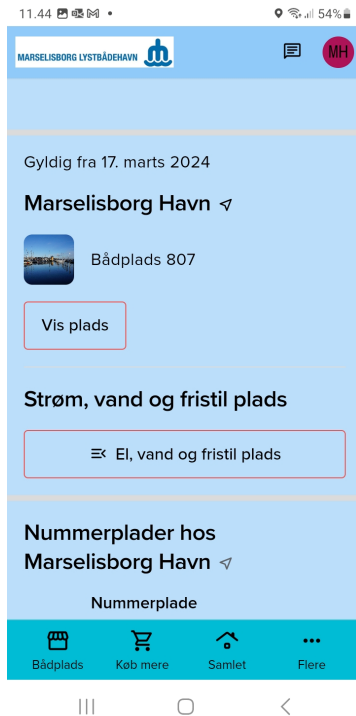 11.44
54%
MARSELISBORG LYSTBÅDEHAVN
MH
Gyldig fra 17. marts 2024
Marselisborg Havn
Bådplads 807
Vis plads
Strøm, vand og fristil plads
El, vand og fristil plads
Nummerplader hos
Marselisborg Havn
Nummerplade
Bådplads
Køb mere
Samlet
Flere